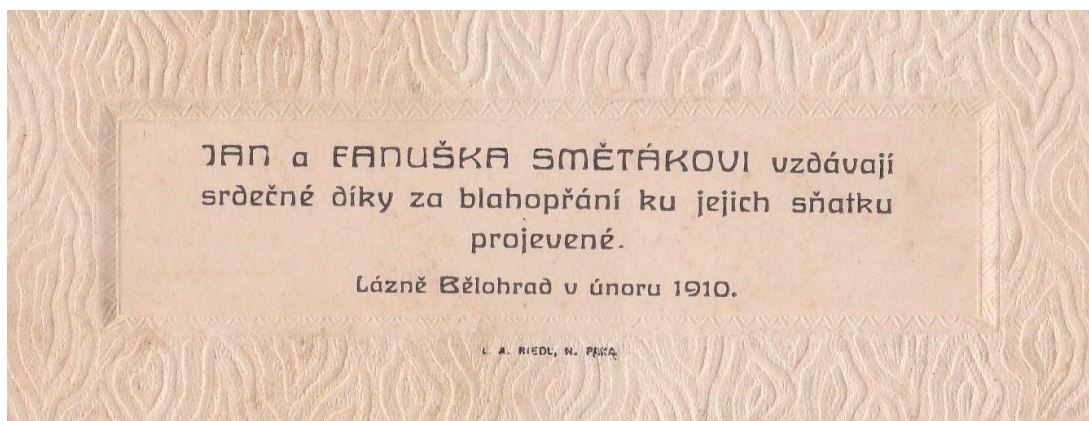 JAN a FANUŠKA SMĚTÁKOVI vzdávají
srdečné díky za blahopřání ku jejich sňatku
projevené.
Lázně Bělohrad v únoru 1910.
L. A. RIEDL, N. PAKA